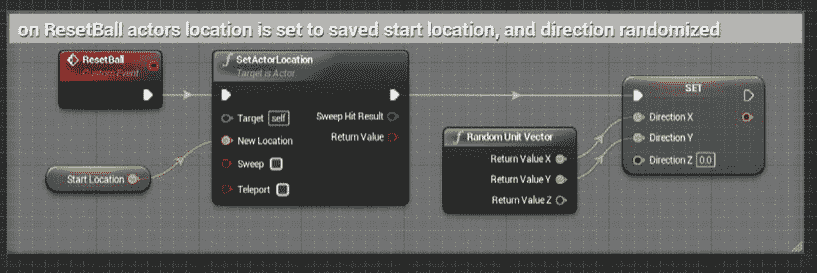 on ResetBall actors location is set to saved start location, and direction randomized
ResetBall
Custom Event
SetActorLocation
Target is Actor
Target self
New Location
Sweep
Teleport
Sweep Hit Result
Return Value
Start Location
Random Unit Vector
Return Value X
Return Value Y
Return Value Z
SET
Direction X
Direction Y
Direction Z 0.0